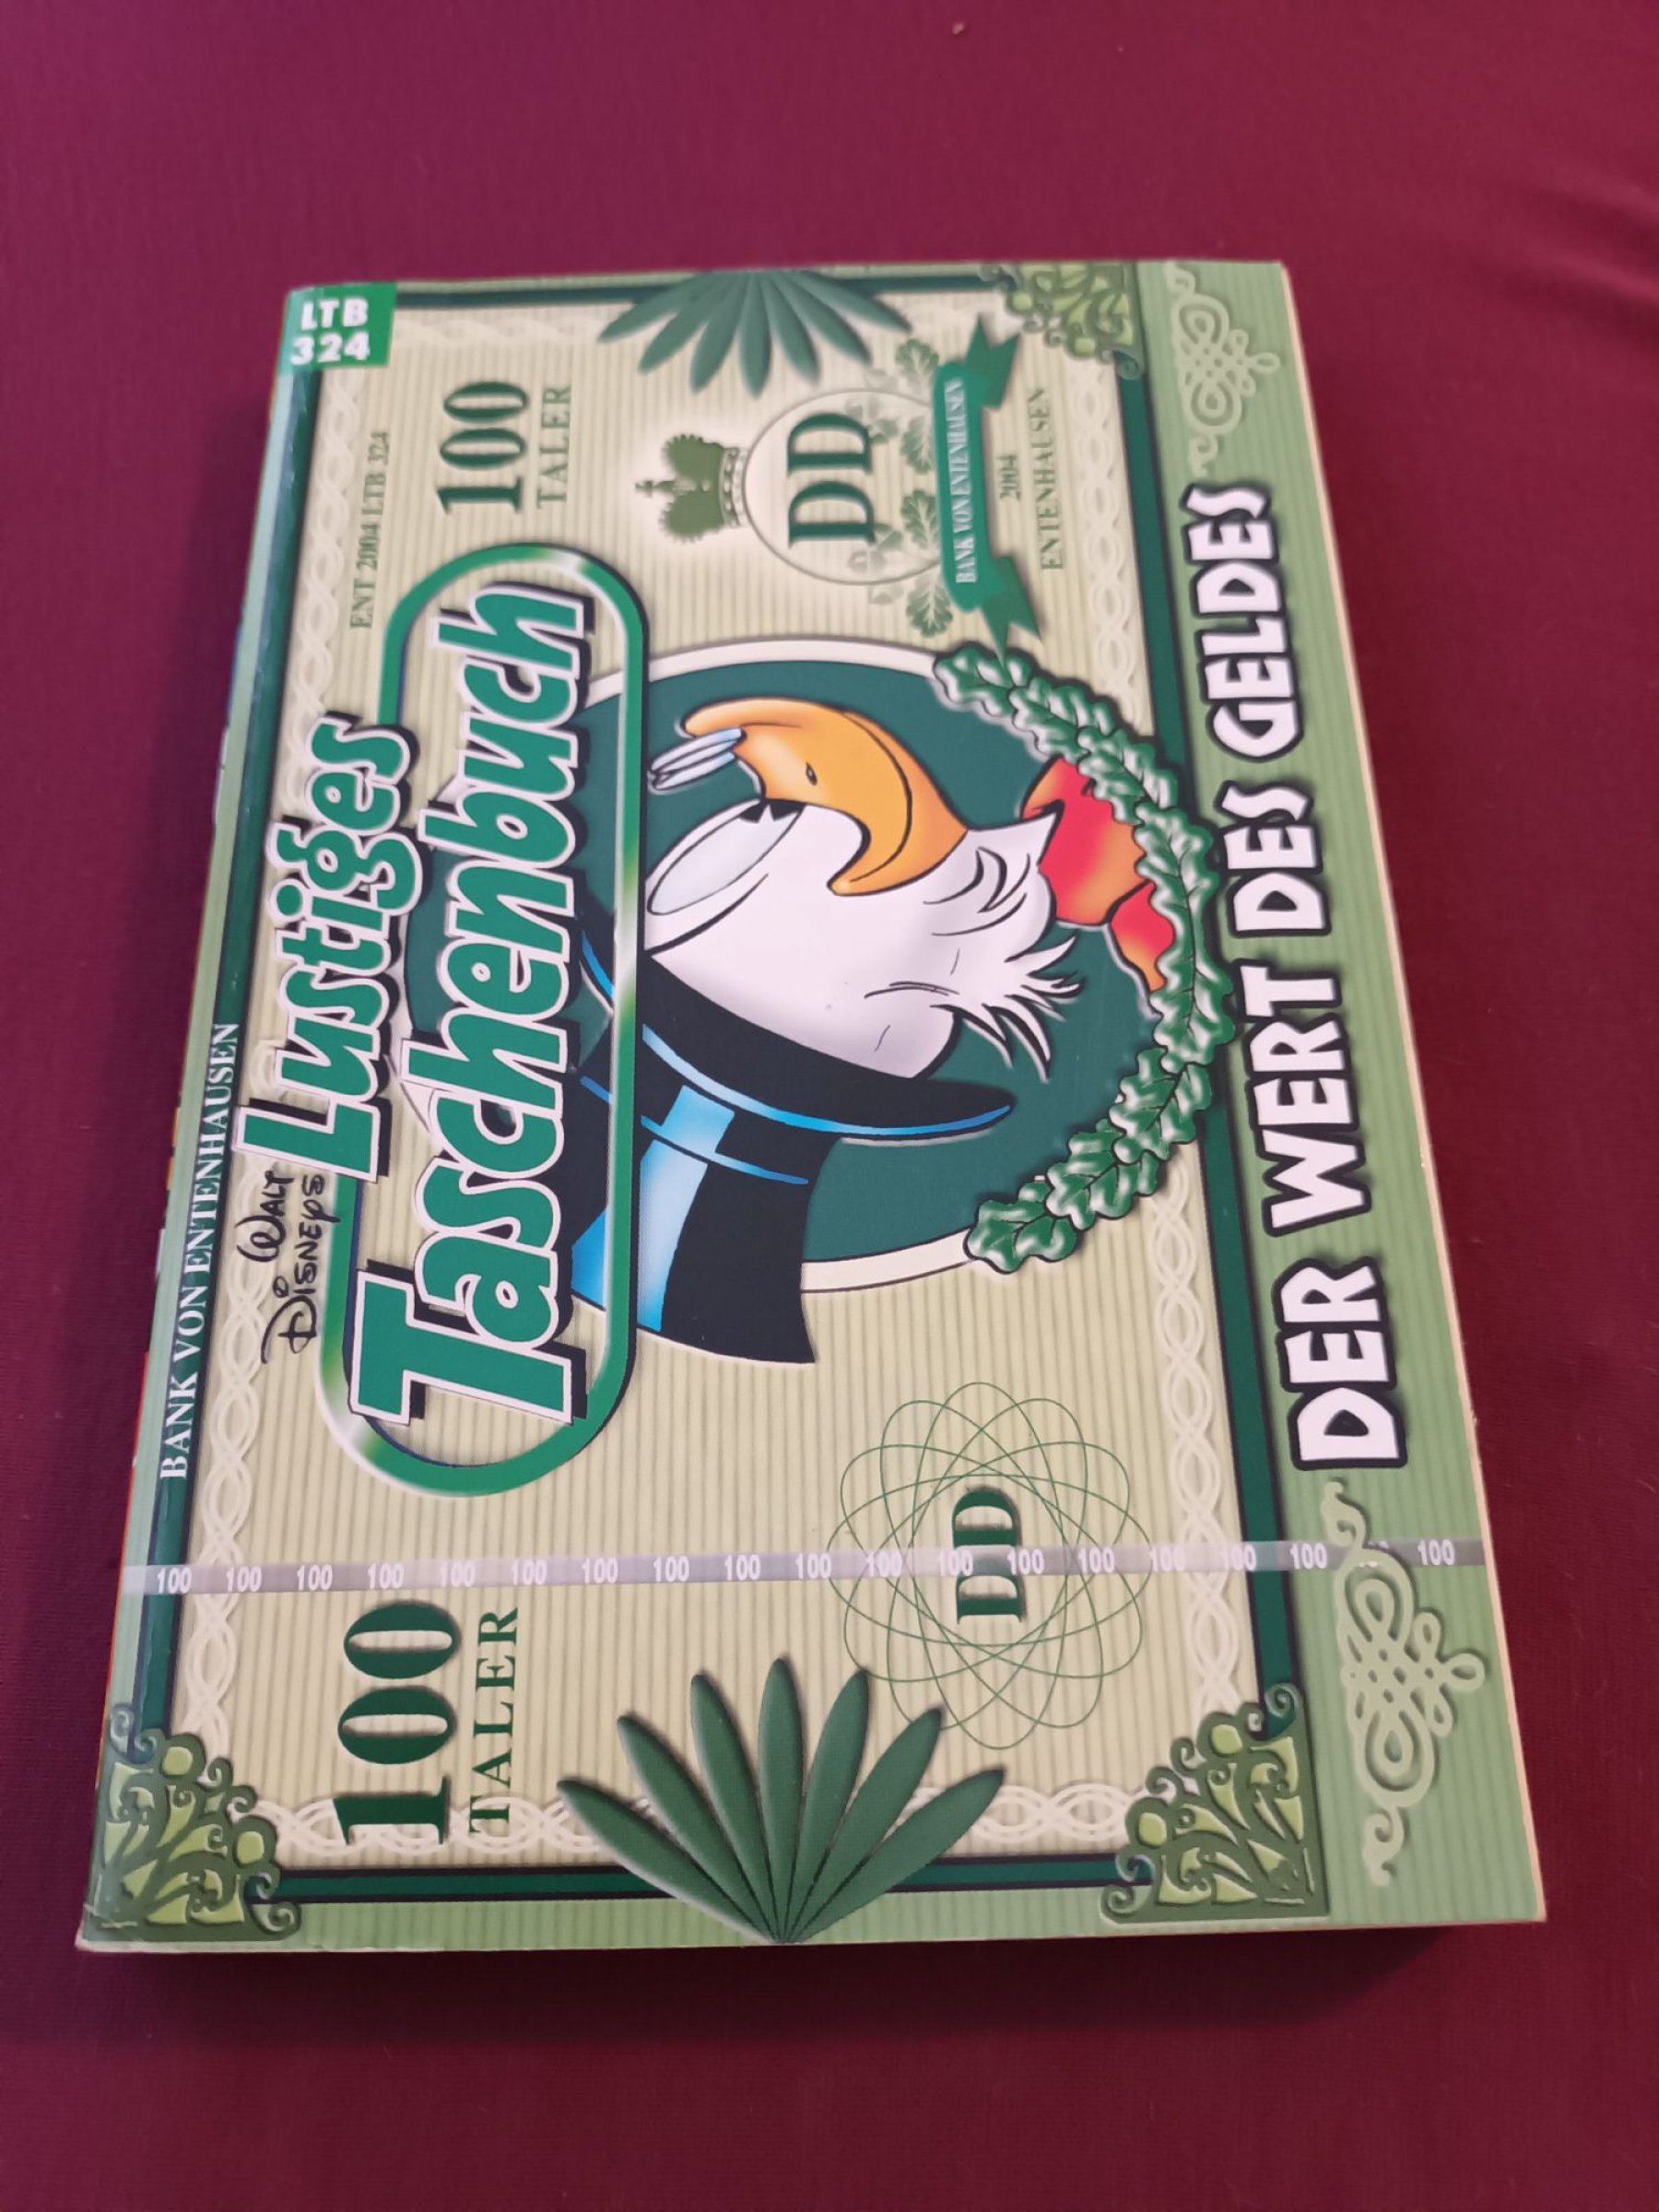 LTB
324
BANK VON ENTENHAUSEN
ENT 2004 LTB 324
WALT
DISNEYS
Lustiges
Taschenbuch
100
TALER
100
TALER
DD
BANK VON ENTENHAUSEN
2004
ENTENHAUSEN
DD
100 100 100 100 100 100 100 100 100 100 100 100 100 100 100 100 100 100
DER WERT DES GELDES